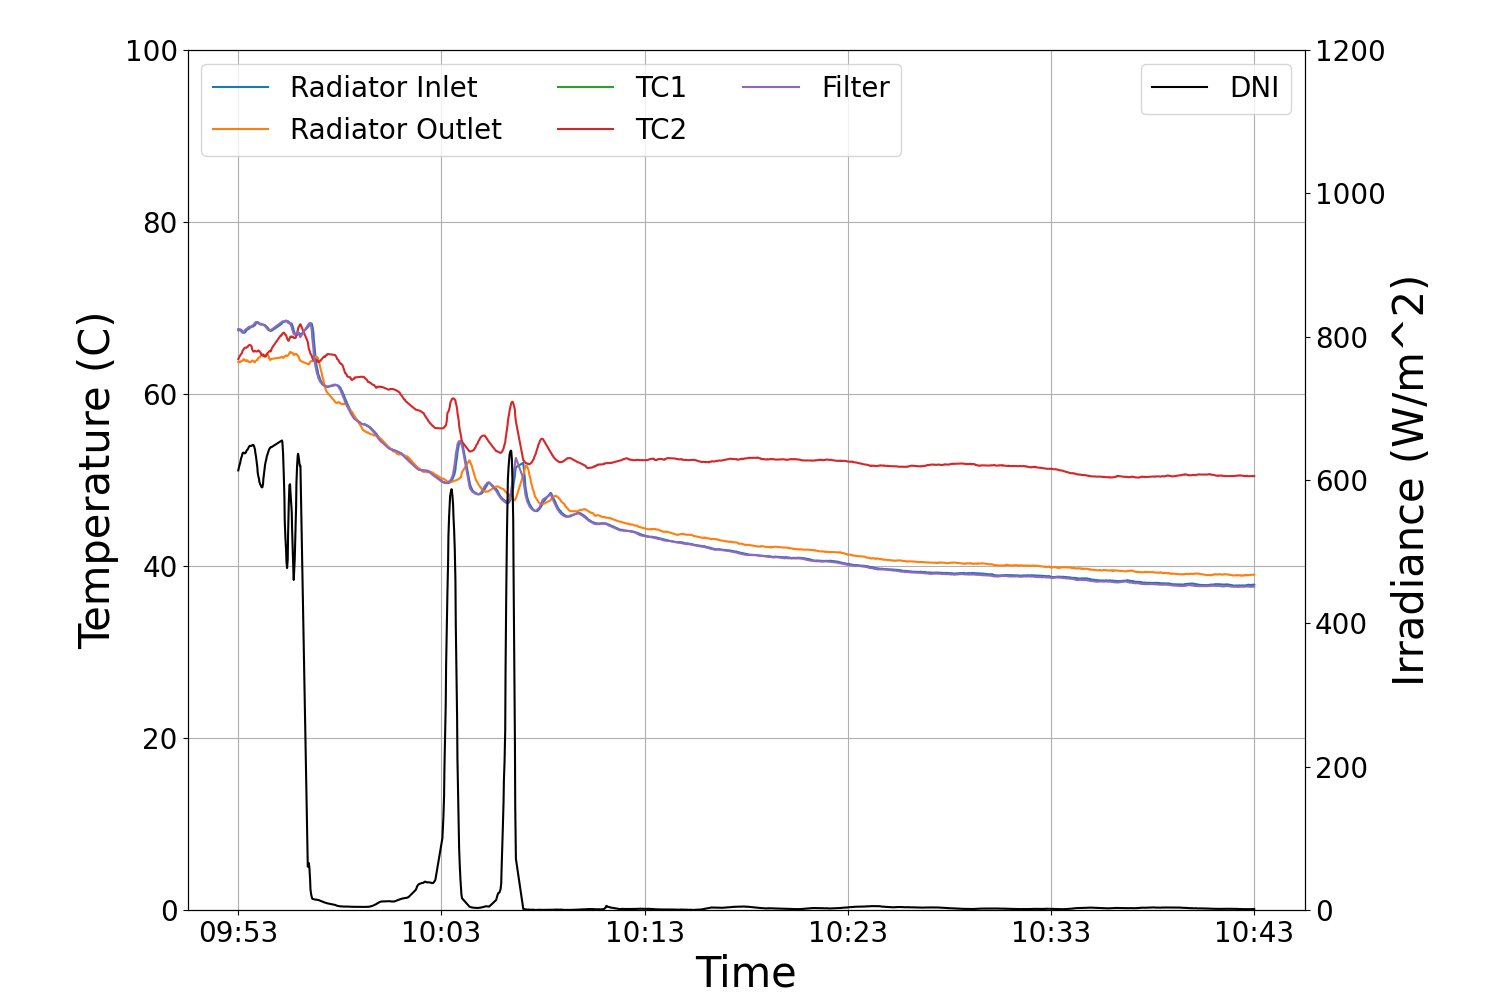 100
80
60
40
20
0
Temperature (C)
Radiator Inlet
Radiator Outlet
TC1
TC2
Filter
DNI
1200
1000
800
600
400
200
0
Irradiance (W/m^2)
09:53
10:03
10:13
10:23
10:33
10:43
Time